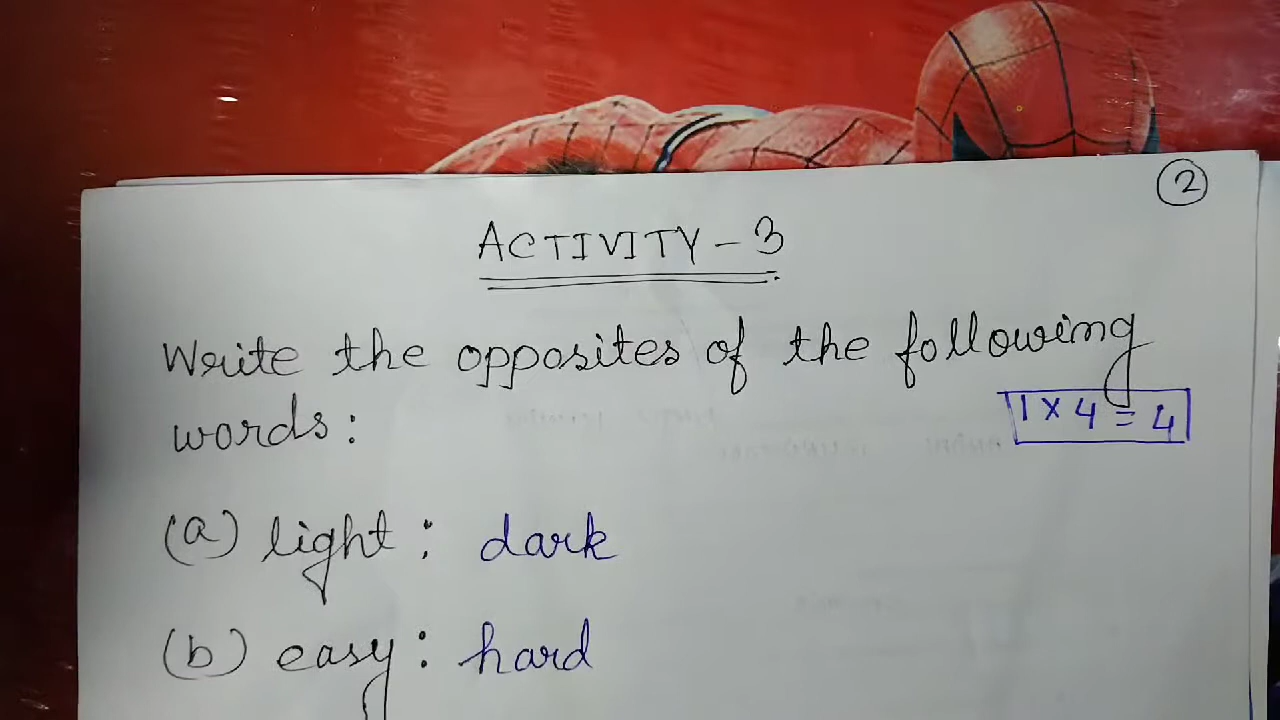 2
ACTIVITY - 3
Write the opposites of the following
words:
1 x 4 = 4
(a) light : dark
(b) easy : hard